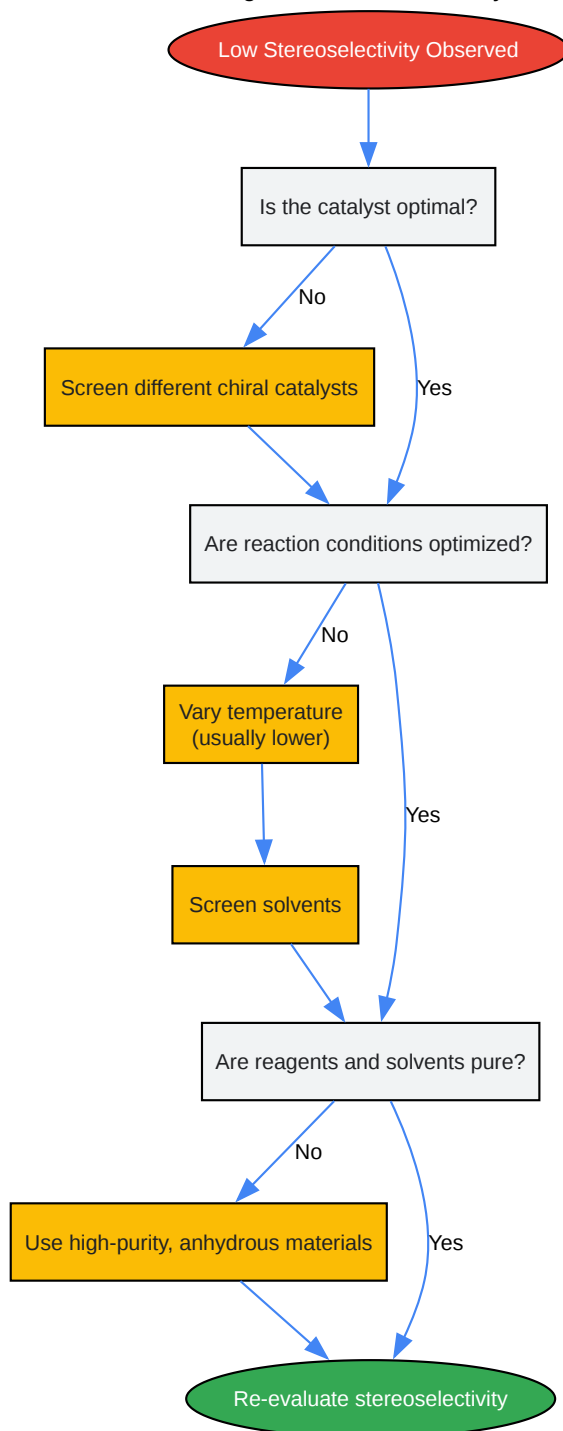 Low Stereoselectivity Observed
Is the catalyst optimal?
No
Screen different chiral catalysts
Yes
Are reaction conditions optimized?
No
Vary temperature
(usually lower)
Yes
Screen solvents
Are reagents and solvents pure?
No
Use high-purity, anhydrous materials
Yes
Re-evaluate stereoselectivity